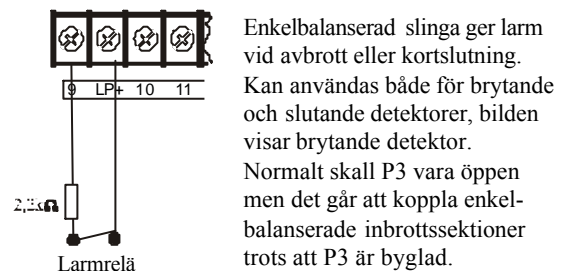 9 LP+ 10 11
Larmrelä
Enkelbalanserad slinga ger larm
vid avbrott eller kortslutning.
Kan användas både för brytande
och slutande detektorer, bilden
visar brytande detektor.
Normalt skall P3 vara öppen
men det går att koppla enkel-
balanserade inbrottssektioner
trots att P3 är byglad.